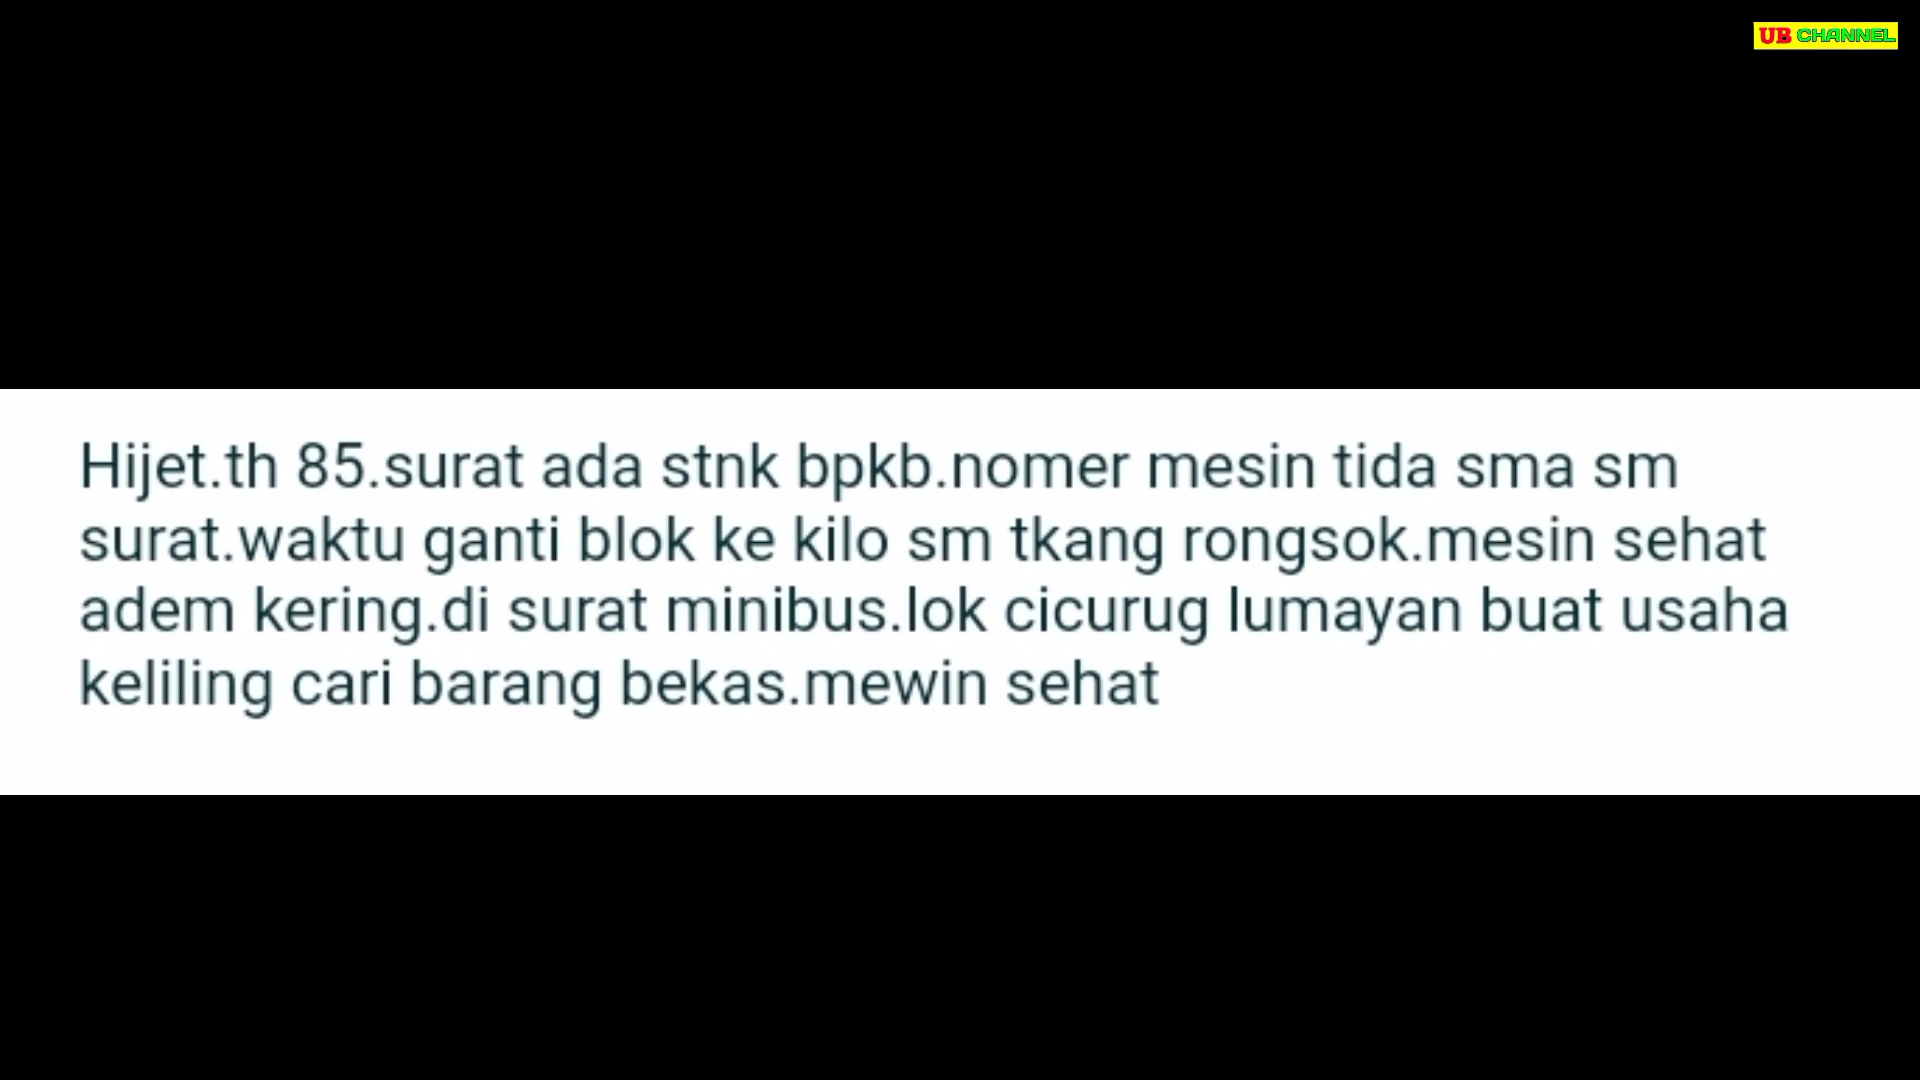 UB CHANNEL
Hijet.th 85.surat ada stnk bpkb.nomer mesin tida sma sm
surat.waktu ganti blok ke kilo sm tkang rongsok.mesin sehat
adem kering.di surat minibus.lok cicurug lumayan buat usaha
keliling cari barang bekas.mewin sehat